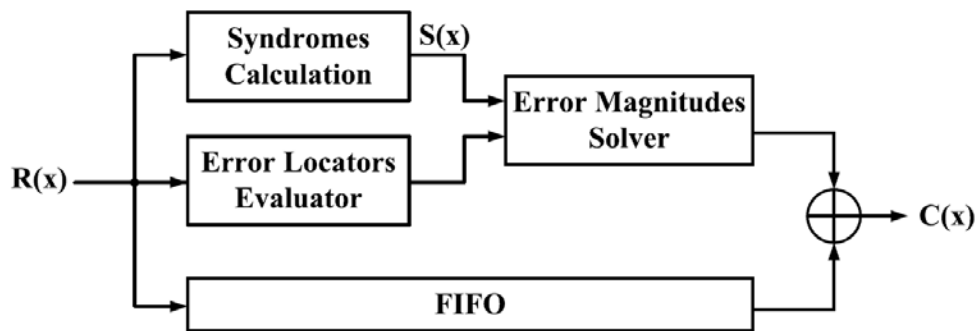 Syndromes
Calculation
S(x)
Error Magnitudes
Solver
R(x)
Error Locators
Evaluator
C(x)
FIFO